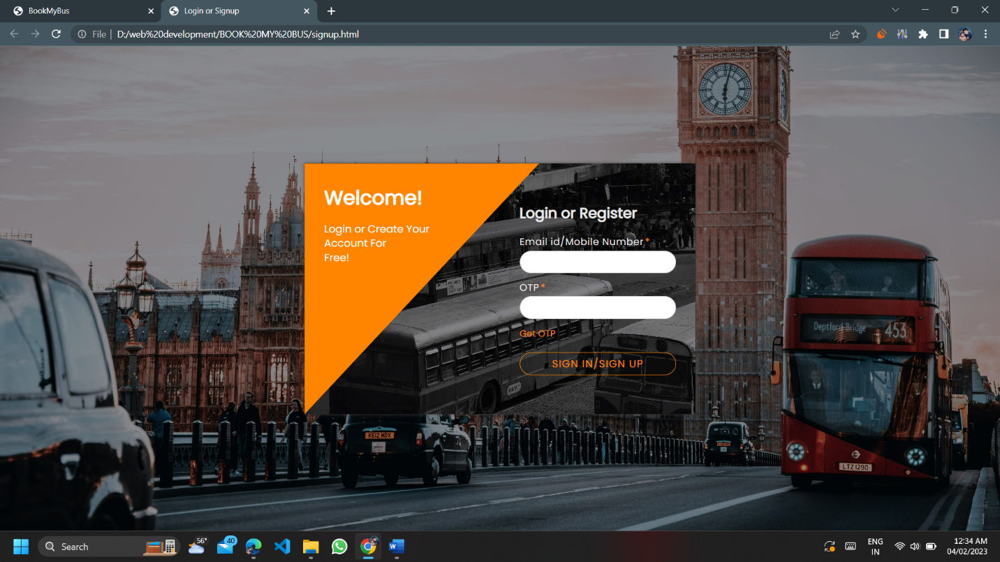 BookMyBus
Login or Signup
File
D:/web%20development/BOOK%20MY%20BUS/signup.html
Welcome!
Login or Create Your
Account For
Free!
Login or Register
Email id/Mobile Number*
OTP*
Get OTP
SIGN IN/SIGN UP
Deptford Bridge 453
KE12 MDX
LTZ1290
Search
56°
40
ENG
IN
12:34 AM
04/02/2023